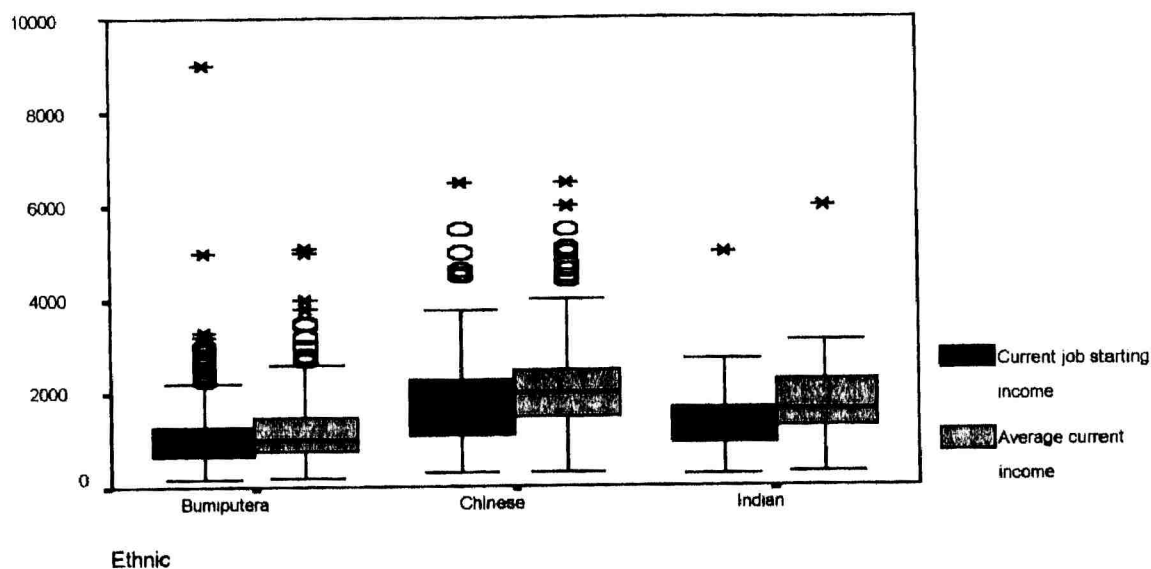 10000
8000
6000
4000
2000
0
Bumiputera
Chinese
Indian
Ethnic
Current job starting
income
Average current
income